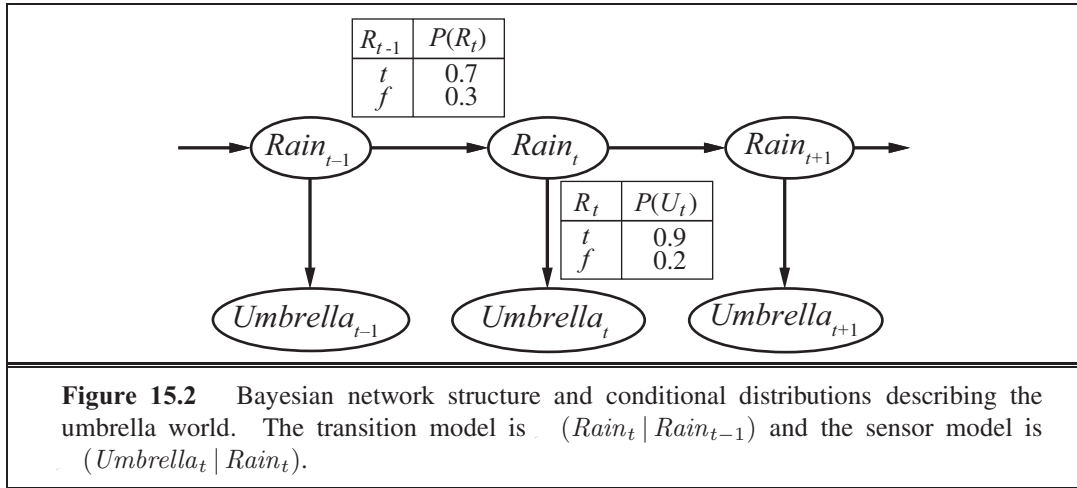 R_{t-1} P(R_t)
t 0.7
f 0.3
Rain_{t–1} Rain_t Rain_{t+1}
R_t P(U_t)
t 0.9
f 0.2
Umbrella_{t–1} Umbrella_t Umbrella_{t+1}
Figure 15.2 Bayesian network structure and conditional distributions describing the
umbrella world. The transition model is (Rain_t | Rain_{t−1}) and the sensor model is
(Umbrella_t | Rain_t).